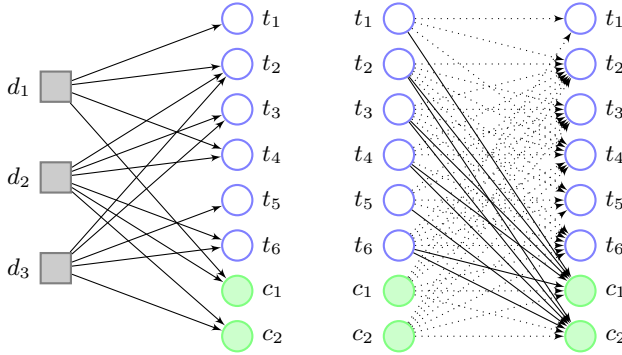 t1 t1 t1
t2 t2 t2
d1
t3 t3 t3
t4 t4 t4
d2
t5 t5 t5
t6 t6 t6
d3
c1 c1 c1
c2 c2 c2